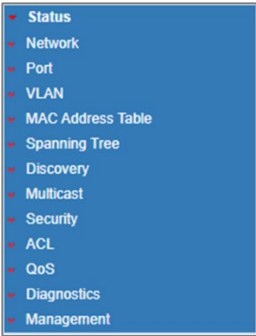 Status
Network
Port
VLAN
MAC Address Table
Spanning Tree
Discovery
Multicast
Security
ACL
QoS
Diagnostics
Management